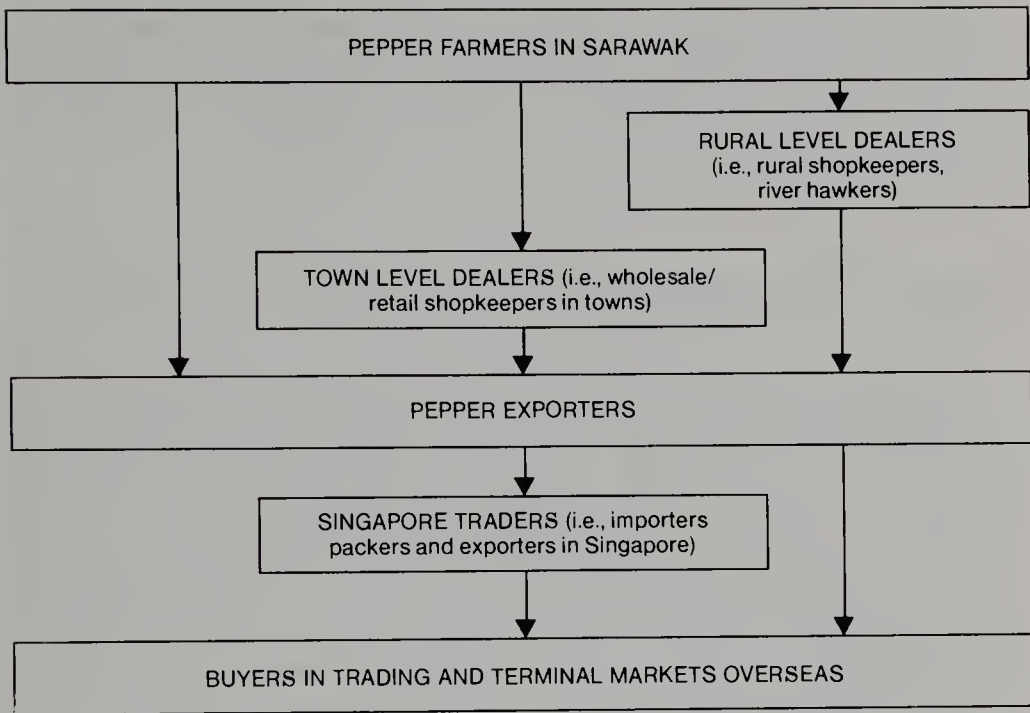 PEPPER FARMERS IN SARAWAK
RURAL LEVEL DEALERS
(i.e., rural shopkeepers,
river hawkers)
TOWN LEVEL DEALERS (i.e., wholesale/
retail shopkeepers in towns)
PEPPER EXPORTERS
SINGAPORE TRADERS (i.e., importers
packers and exporters in Singapore)
BUYERS IN TRADING AND TERMINAL MARKETS OVERSEAS